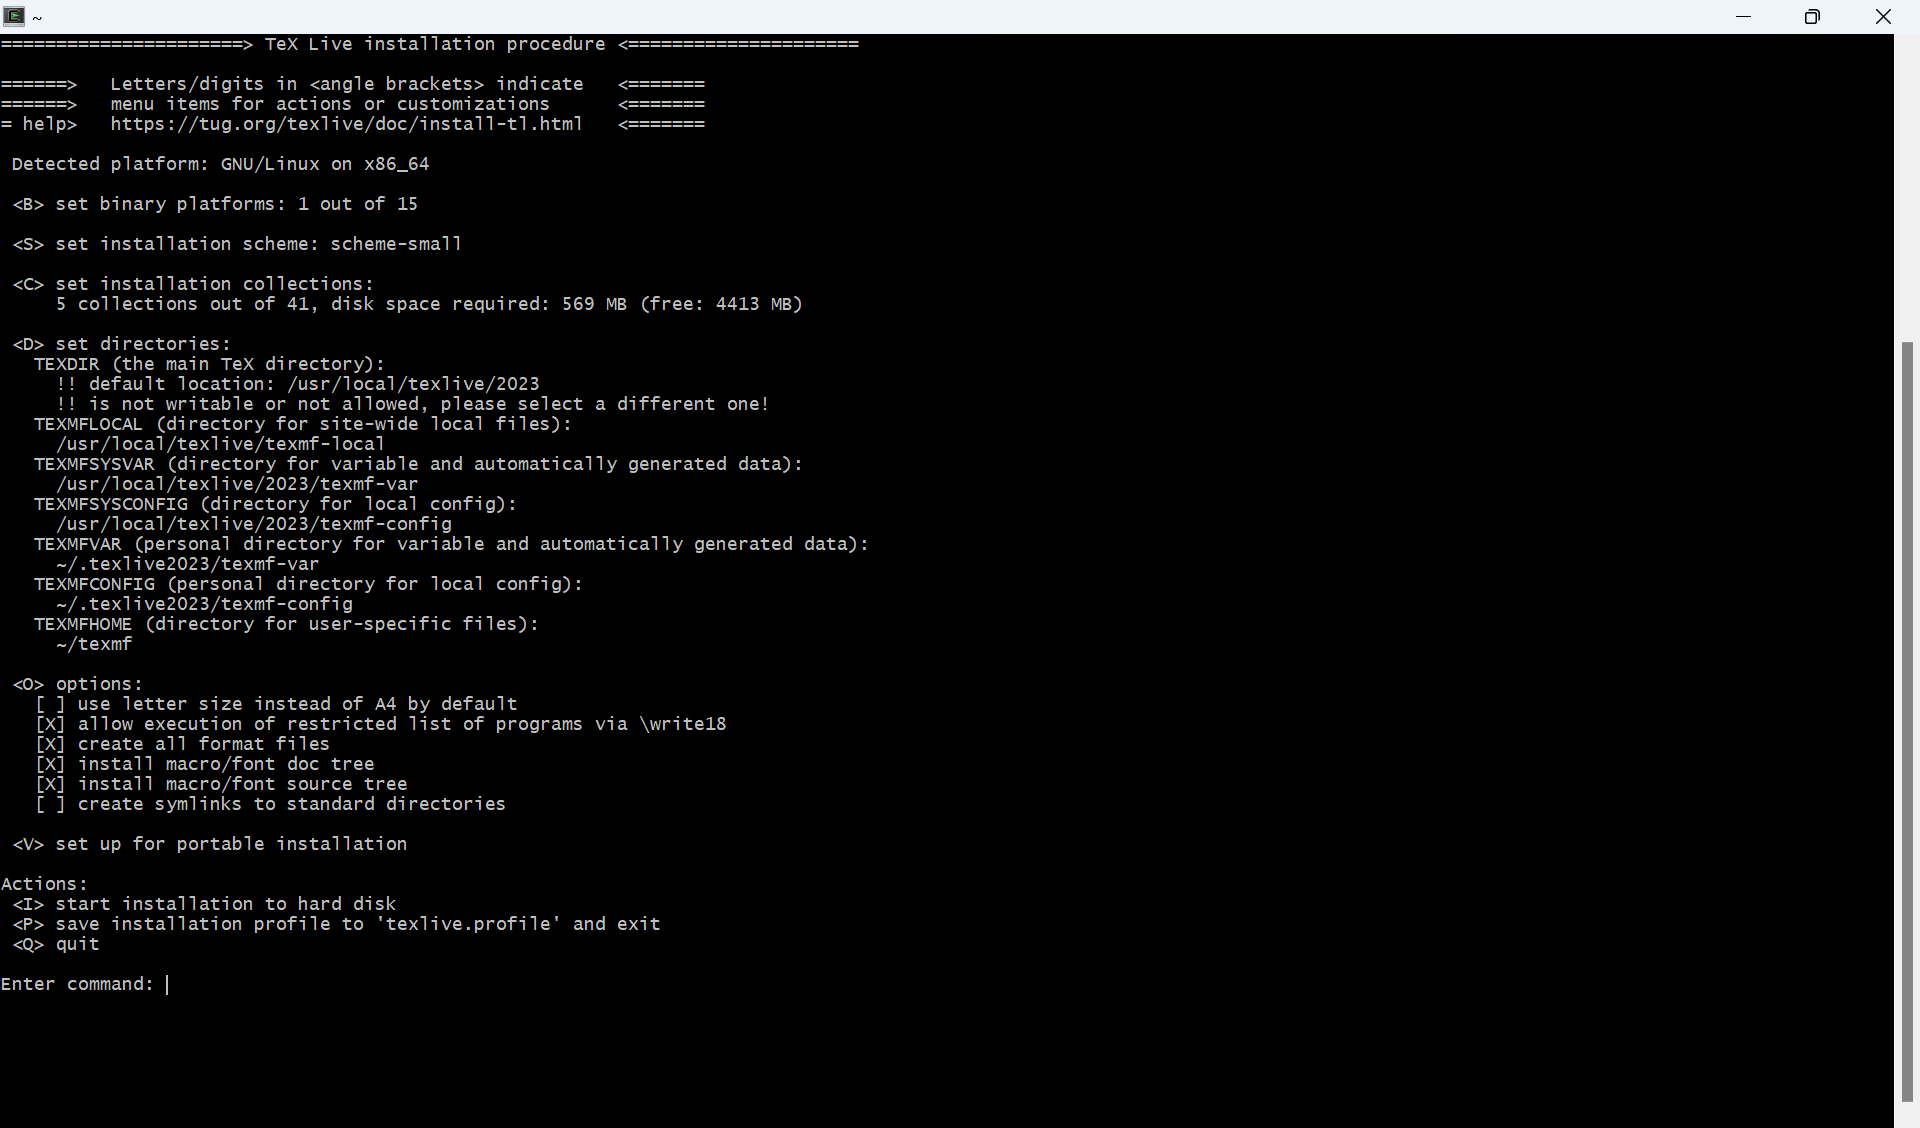 ~
======================> TeX Live installation procedure <=====================
======>   Letters/digits in <angle brackets> indicate   <=======
======>   menu items for actions or customizations      <=======
= help>   https://tug.org/texlive/doc/install-tl.html   <=======
Detected platform: GNU/Linux on x86_64
<B> set binary platforms: 1 out of 15
<S> set installation scheme: scheme-small
<C> set installation collections:
5 collections out of 41, disk space required: 569 MB (free: 4413 MB)
<D> set directories:
TEXDIR (the main TeX directory):
!! default location: /usr/local/texlive/2023
!! is not writable or not allowed, please select a different one!
TEXMFLOCAL (directory for site-wide local files):
/usr/local/texlive/texmf-local
TEXMFSYSVAR (directory for variable and automatically generated data):
/usr/local/texlive/2023/texmf-var
TEXMFSYSCONFIG (directory for local config):
/usr/local/texlive/2023/texmf-config
TEXMFVAR (personal directory for variable and automatically generated data):
~/.texlive2023/texmf-var
TEXMFCONFIG (personal directory for local config):
~/.texlive2023/texmf-config
TEXMFHOME (directory for user-specific files):
~/texmf
<O> options:
[ ] use letter size instead of A4 by default
[X] allow execution of restricted list of programs via \write18
[X] create all format files
[X] install macro/font doc tree
[X] install macro/font source tree
[ ] create symlinks to standard directories
<V> set up for portable installation
Actions:
<I> start installation to hard disk
<P> save installation profile to 'texlive.profile' and exit
<Q> quit
Enter command: